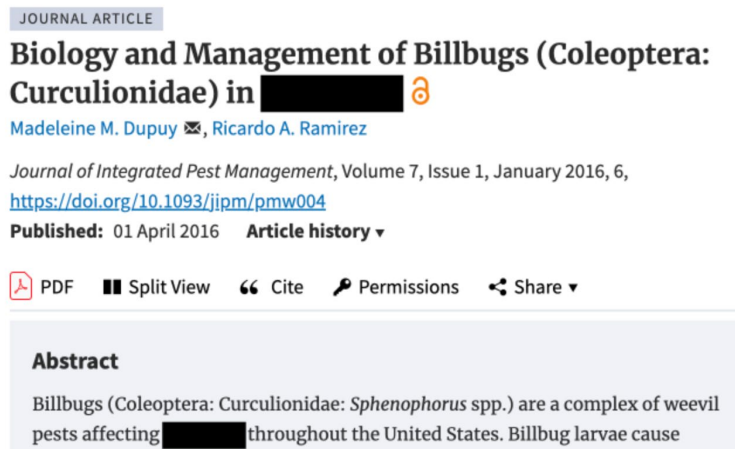 JOURNAL ARTICLE
Biology and Management of Billbugs (Coleoptera:
Curculionidae) in
Madeleine M. Dupuy, Ricardo A. Ramirez
Journal of Integrated Pest Management, Volume 7, Issue 1, January 2016, 6,
https://doi.org/10.1093/jipm/pmw004
Published: 01 April 2016 Article history
PDF Split View Cite Permissions Share
Abstract
Billbugs (Coleoptera: Curculionidae: Sphenophorus spp.) are a complex of weevil
pests affecting throughout the United States. Billbug larvae cause